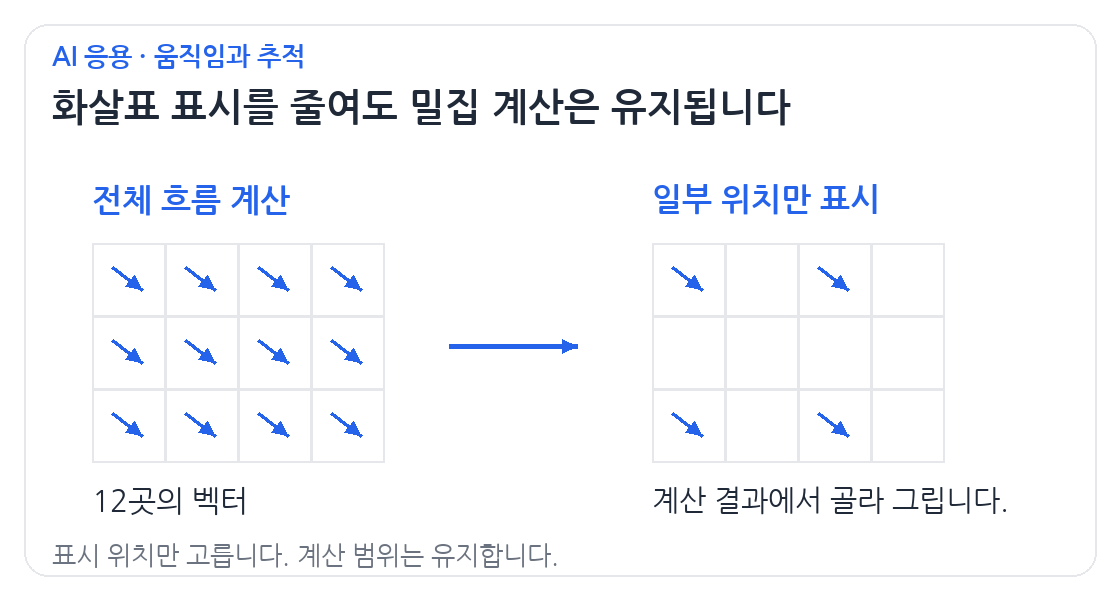 AI 응용 · 움직임과 추적
화살표 표시를 줄여도 밀집 계산은 유지됩니다
전체 흐름 계산
일부 위치만 표시
12곳의 벡터
계산 결과에서 골라 그립니다.
표시 위치만 고릅니다. 계산 범위는 유지합니다.